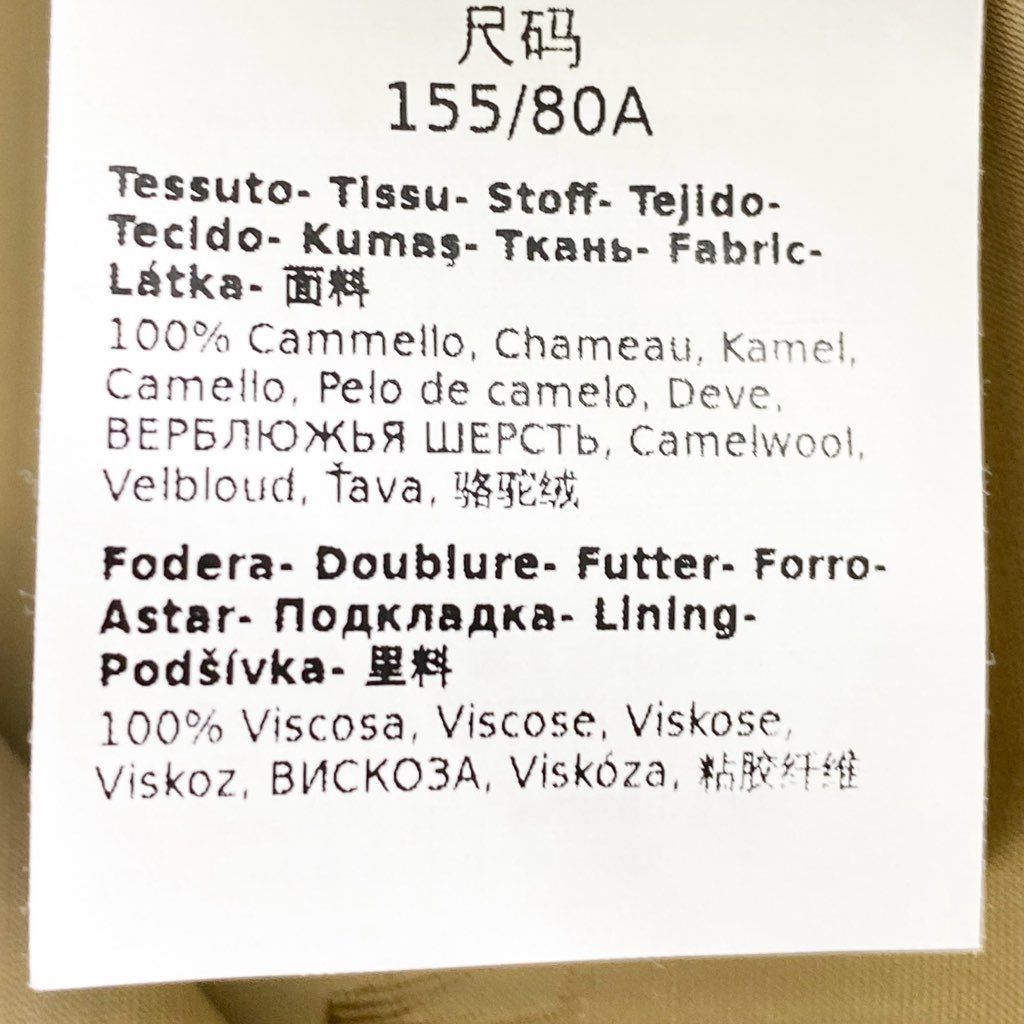 尺码
155/80A
Tessuto- Tissu- Stoff- Tejido-
Tecido- Kumaş- Ткань- Fabric-
Látka- 面料
100% Cammello, Chameau, Kamel,
Camello, Pelo de camelo, Deve,
ВЕРБЛЮЖЬЯ ШЕРСТЬ, Camelwool,
Velbloud, Ťava, 骆驼绒
Fodera- Doublure- Futter- Forro-
Astar- Подкладка- Lining-
Podšívka- 里料
100% Viscosa, Viscose, Viskose,
Viskoz, ВИСКОЗА, Viskóza, 粘胶纤维